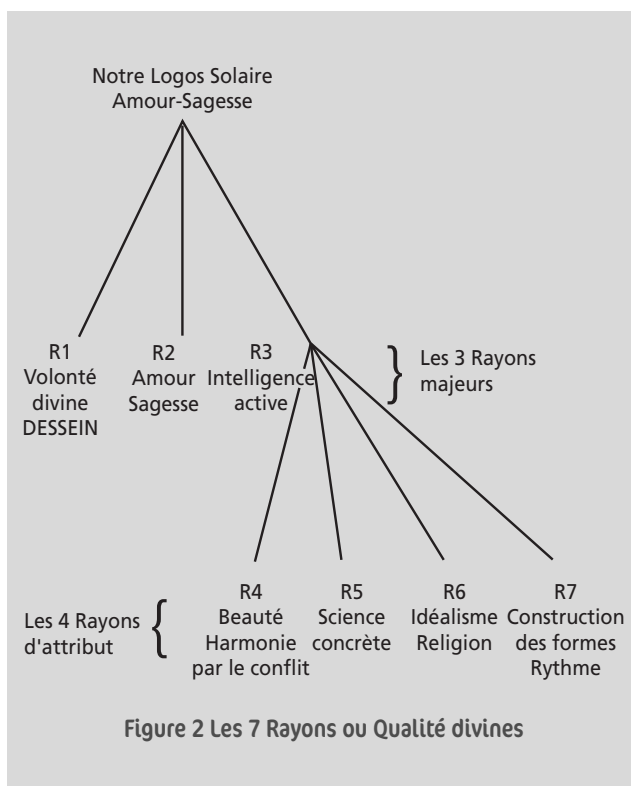 Notre Logos Solaire
Amour-Sagesse
R1
Volonté
divine
DESSEIN
R2
Amour
Sagesse
R3
Intelligence
active
}
Les 3 Rayons
majeurs
Les 4 Rayons
d'attribut
{
R4
Beauté
Harmonie
par le conflit
R5
Science
concrète
R6
Idéalisme
Religion
R7
Construction
des formes
Rythme
Figure 2 Les 7 Rayons ou Qualité divines